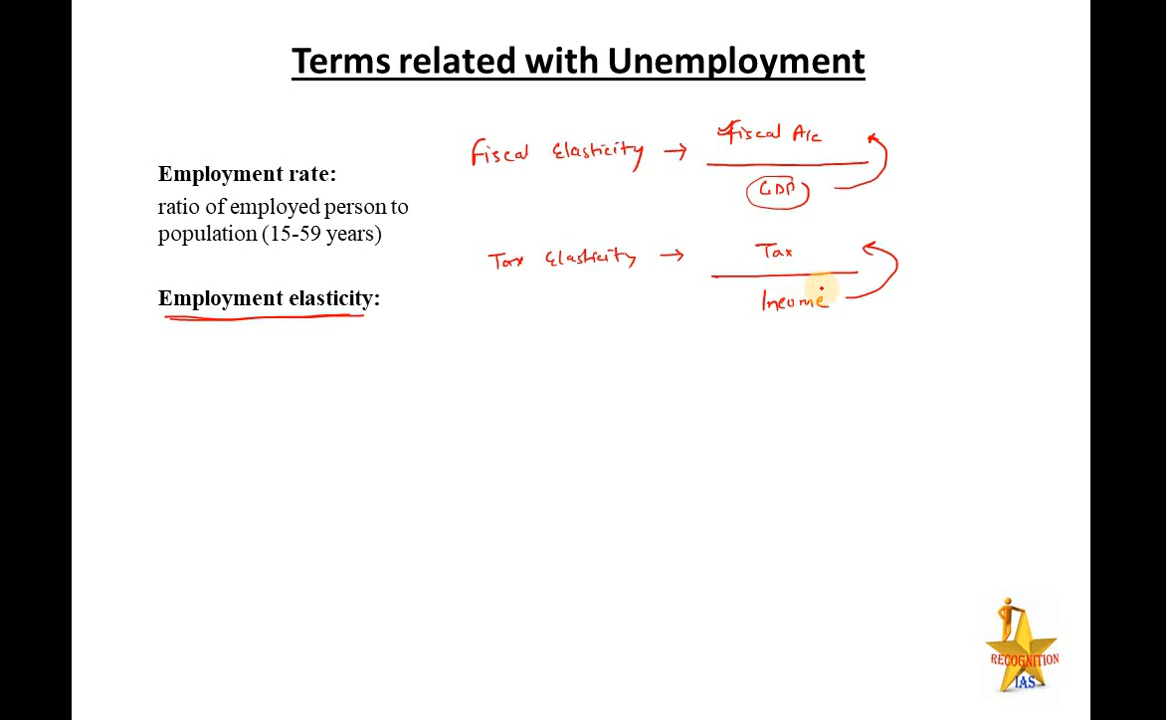 Terms related with Unemployment
Employment rate:
ratio of employed person to
population (15-59 years)
Employment elasticity:
Fiscal Elasticity → Fiscal A/c
GDP
Tax Elasticity → Tax
Income
RECOGNITION
IAS